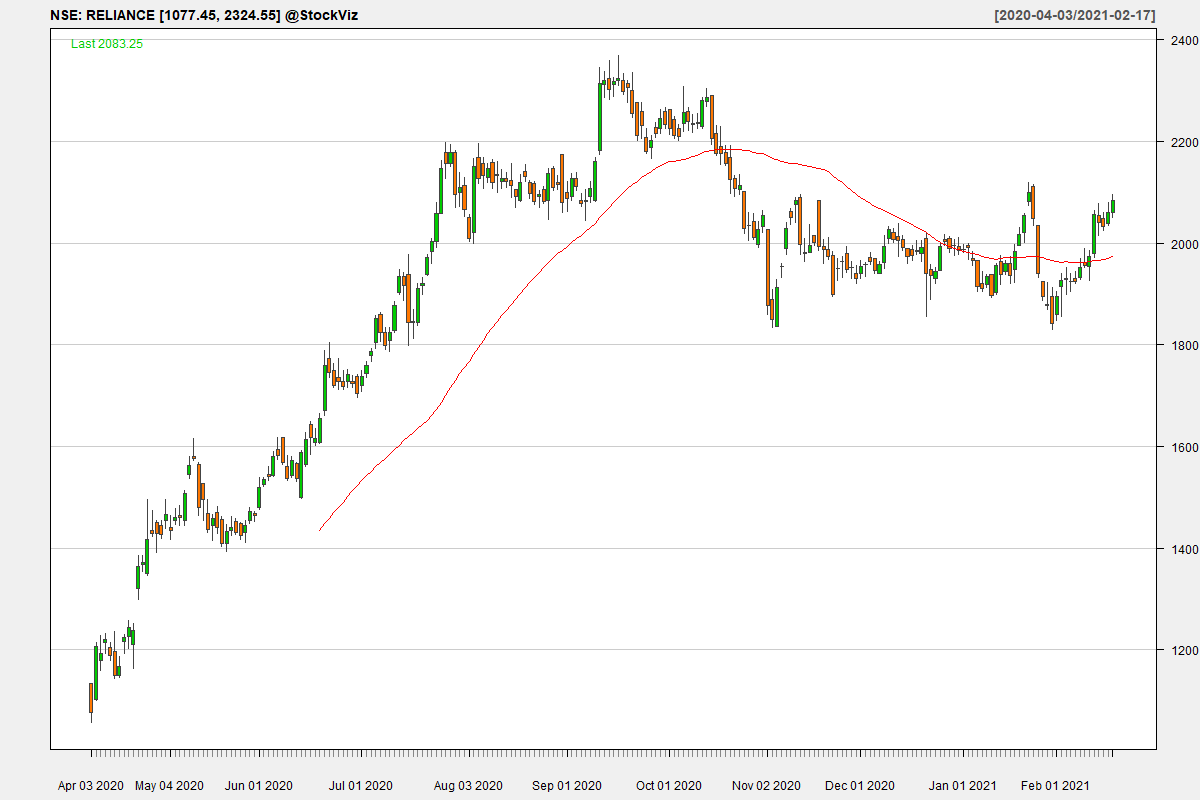 NSE: RELIANCE [1077.45, 2324.55] @StockViz
[2020-04-03/2021-02-17]
Last 2083.25
2400
2200
2000
1800
1600
1400
1200
Apr 03 2020 May 04 2020 Jun 01 2020 Jul 01 2020 Aug 03 2020 Sep 01 2020 Oct 01 2020 Nov 02 2020 Dec 01 2020 Jan 01 2021 Feb 01 2021